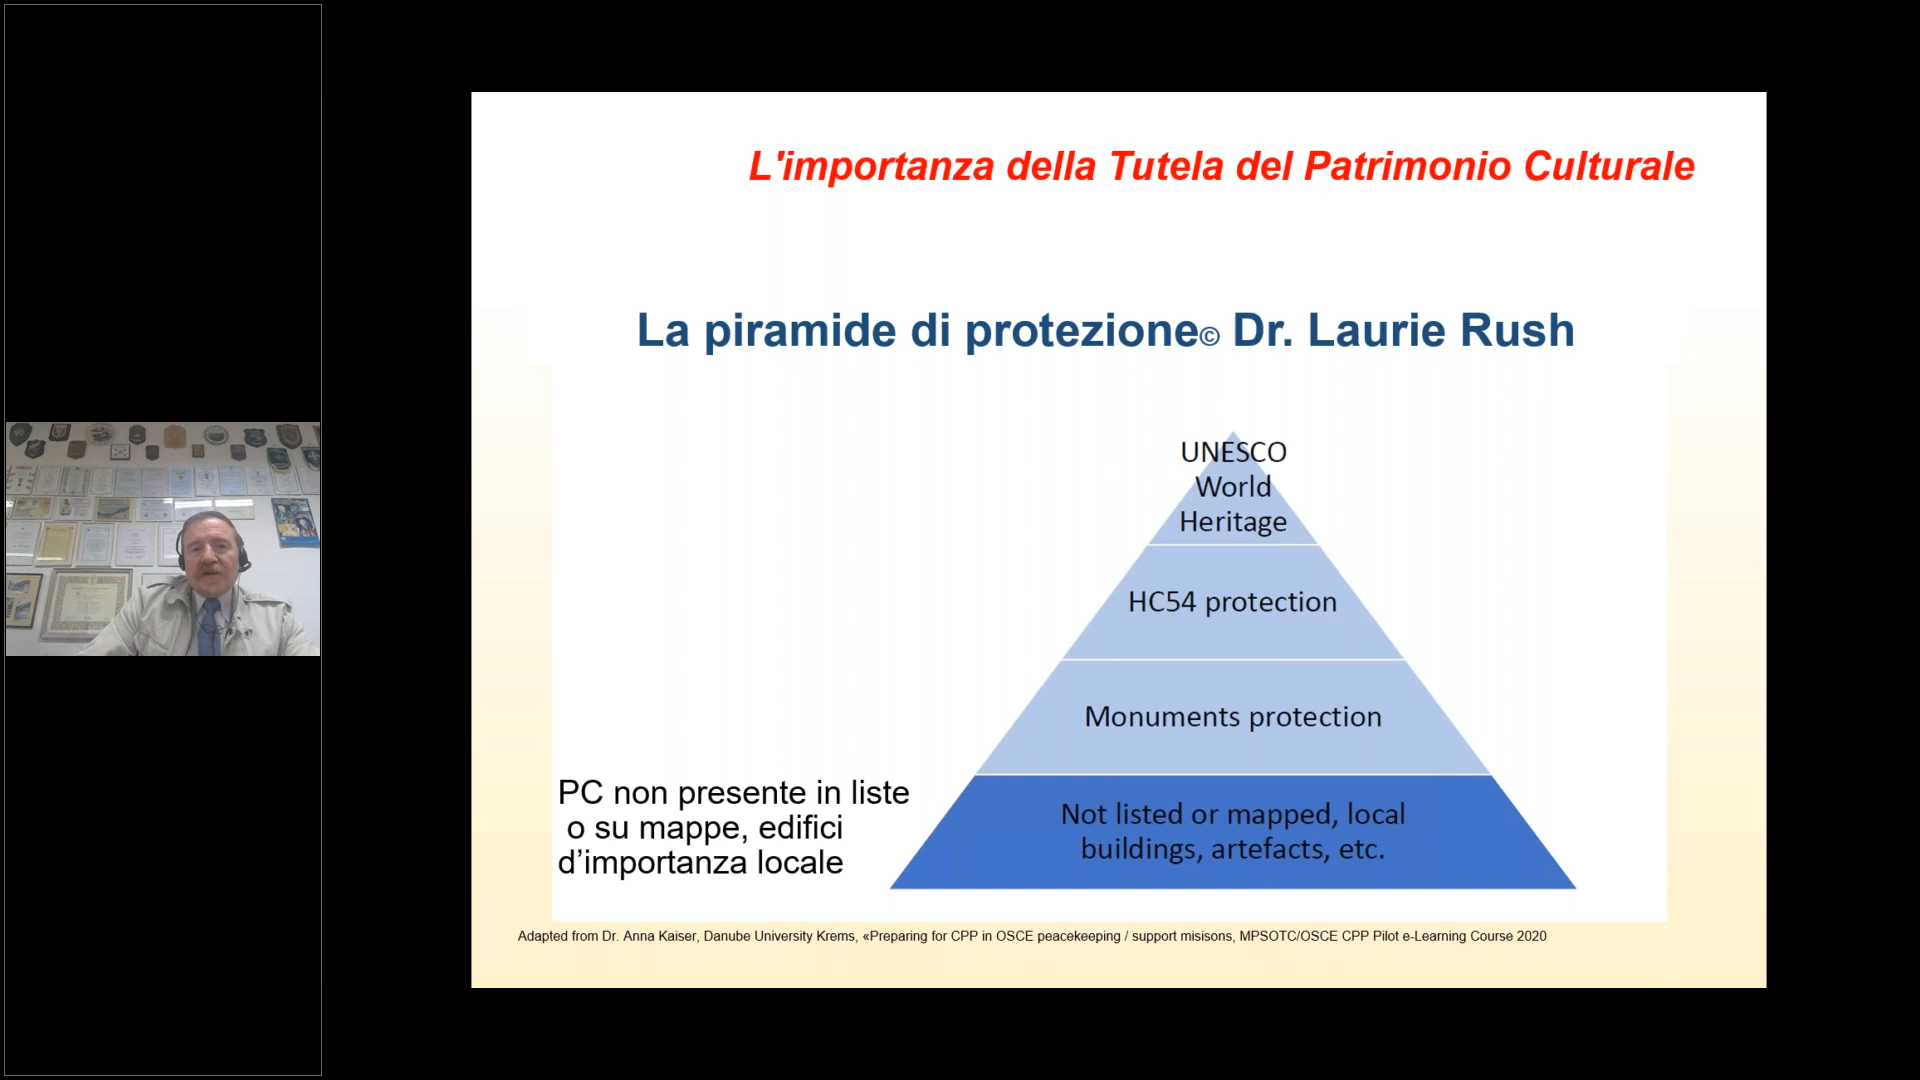 L'importanza della Tutela del Patrimonio Culturale
La piramide di protezione© Dr. Laurie Rush
UNESCO
World
Heritage
HC54 protection
Monuments protection
PC non presente in liste
o su mappe, edifici
d’importanza locale
Not listed or mapped, local
buildings, artefacts, etc.
Adapted from Dr. Anna Kaiser, Danube University Krems, «Preparing for CPP in OSCE peacekeeping / support misisons, MPSOTC/OSCE CPP Pilot e-Learning Course 2020